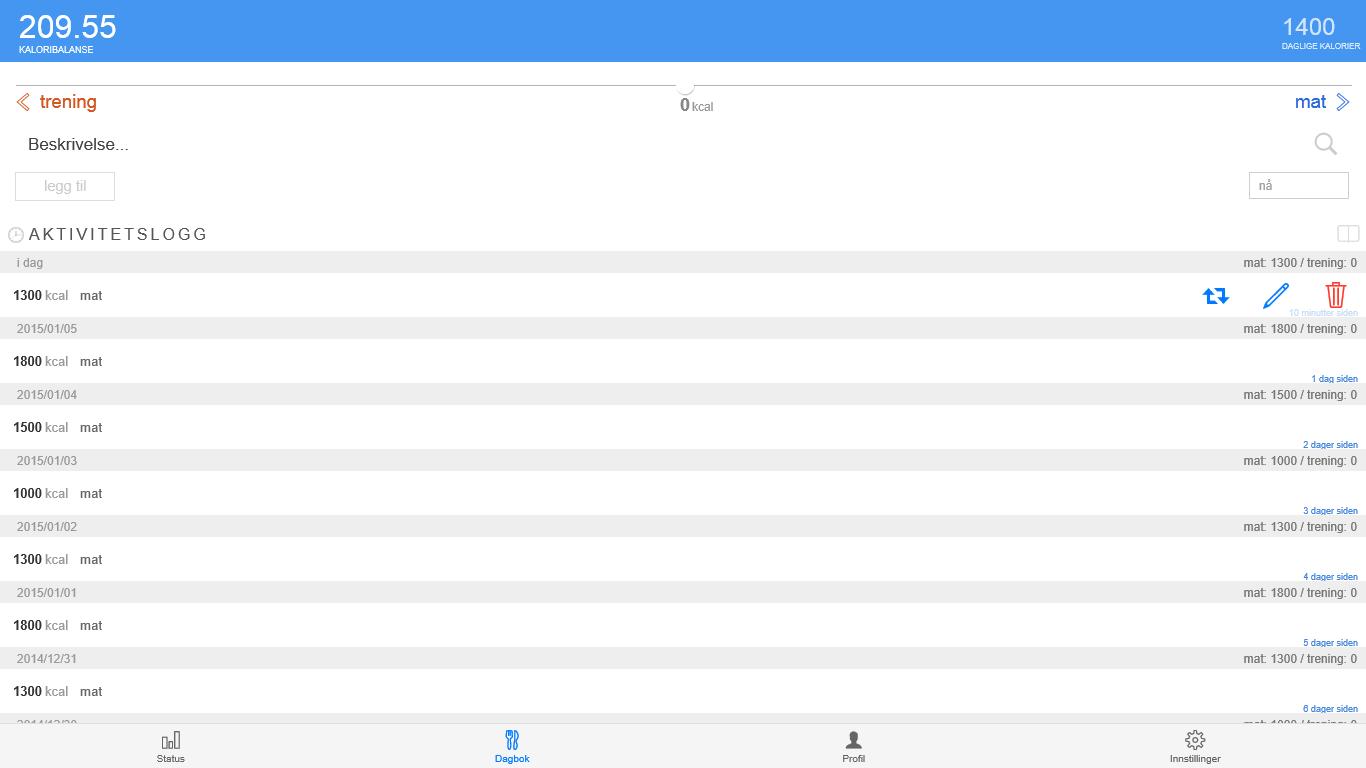 209.55
KALORIBALANSE
1400
DAGLIGE KALORIER
trening
0 kcal
mat
Beskrivelse...
legg til
nå
AKTIVITETSLOGG
i dag mat: 1300 / trening: 0
1300 kcal mat
10 minutter siden
2015/01/05 mat: 1800 / trening: 0
1800 kcal mat
1 dag siden
2015/01/04 mat: 1500 / trening: 0
1500 kcal mat
2 dager siden
2015/01/03 mat: 1000 / trening: 0
1000 kcal mat
3 dager siden
2015/01/02 mat: 1300 / trening: 0
1300 kcal mat
4 dager siden
2015/01/01 mat: 1800 / trening: 0
1800 kcal mat
5 dager siden
2014/12/31 mat: 1300 / trening: 0
1300 kcal mat
6 dager siden
Status
Dagbok
Profil
Innstillinger